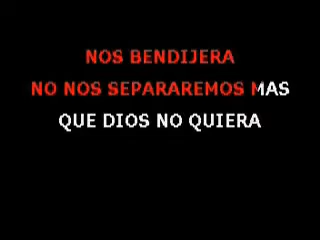 NOS BENDIJERA
NO NOS SEPARAREMOS MAS
QUE DIOS NO QUIERA